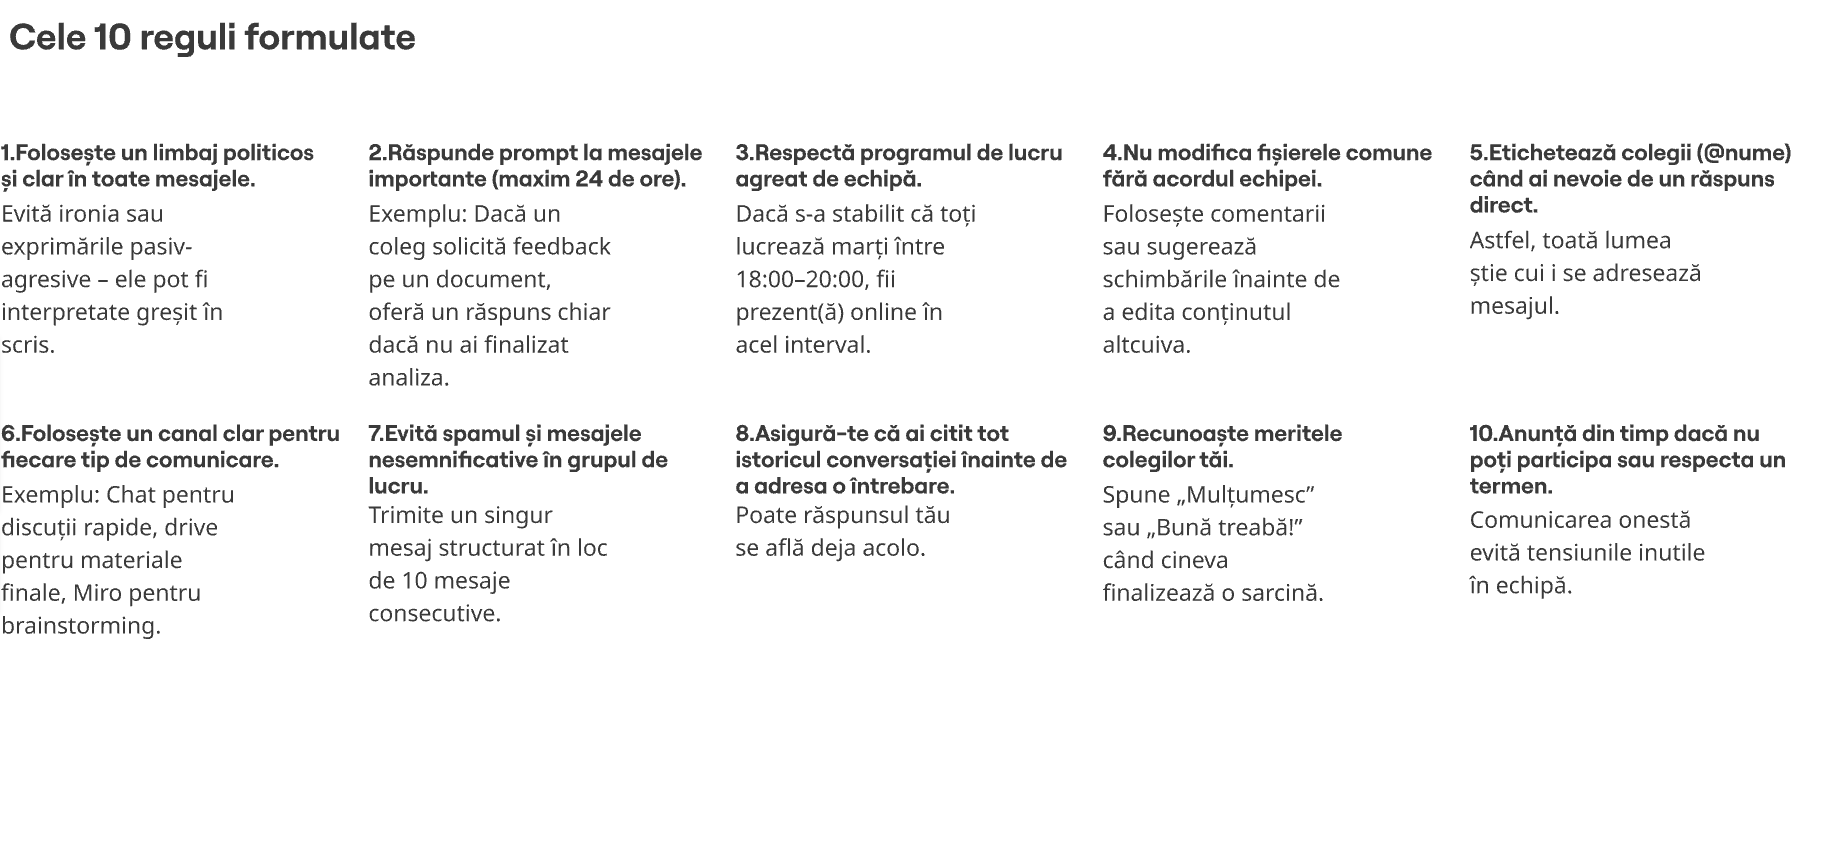 Cele 10 reguli formulate
1.Folosește un limbaj politicos
și clar în toate mesajele.
Evită ironia sau
exprimările pasiv-
agresive – ele pot fi
interpretate greșit în
scris.
2.Răspunde prompt la mesajele
importante (maxim 24 de ore).
Exemplu: Dacă un
coleg solicită feedback
pe un document,
oferă un răspuns chiar
dacă nu ai finalizat
analiza.
3.Respectă programul de lucru
agreat de echipă.
Dacă s-a stabilit că toți
lucrează marți între
18:00–20:00, fii
prezent(ă) online în
acel interval.
4.Nu modifica fișierele comune
fără acordul echipei.
Folosește comentarii
sau sugerează
schimbările înainte de
a edita conținutul
altcuiva.
5.Etichetează colegii (@nume)
când ai nevoie de un răspuns
direct.
Astfel, toată lumea
știe cui i se adresează
mesajul.
6.Folosește un canal clar pentru
fiecare tip de comunicare.
Exemplu: Chat pentru
discuții rapide, drive
pentru materiale
finale, Miro pentru
brainstorming.
7.Evită spamul și mesajele
nesemnificative în grupul de
lucru.
Trimite un singur
mesaj structurat în loc
de 10 mesaje
consecutive.
8.Asigură-te că ai citit tot
istoricul conversației înainte de
a adresa o întrebare.
Poate răspunsul tău
se află deja acolo.
9.Recunoaște meritele
colegilor tăi.
Spune „Mulțumesc”
sau „Bună treabă!”
când cineva
finalizează o sarcină.
10.Anunță din timp dacă nu
poți participa sau respecta un
termen.
Comunicarea onestă
evită tensiunile inutile
în echipă.